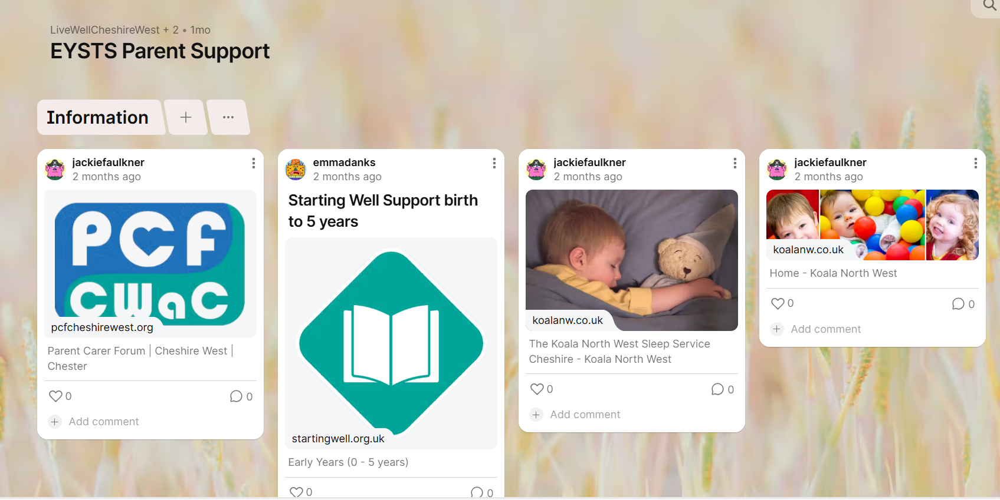 LiveWellCheshireWest + 2 • 1mo
EYSTS Parent Support
Information
jackiefaulkner
2 months ago
PCF
CWaC
pcfcheshirewest.org
Parent Carer Forum | Cheshire West |
Chester
0
0
Add comment
emmadanks
2 months ago
Starting Well Support birth
to 5 years
startingwell.org.uk
Early Years (0 - 5 years)
0
0
jackiefaulkner
2 months ago
koalanw.co.uk
The Koala North West Sleep Service
Cheshire - Koala North West
0
0
Add comment
jackiefaulkner
2 months ago
koalanw.co.uk
Home - Koala North West
0
0
Add comment